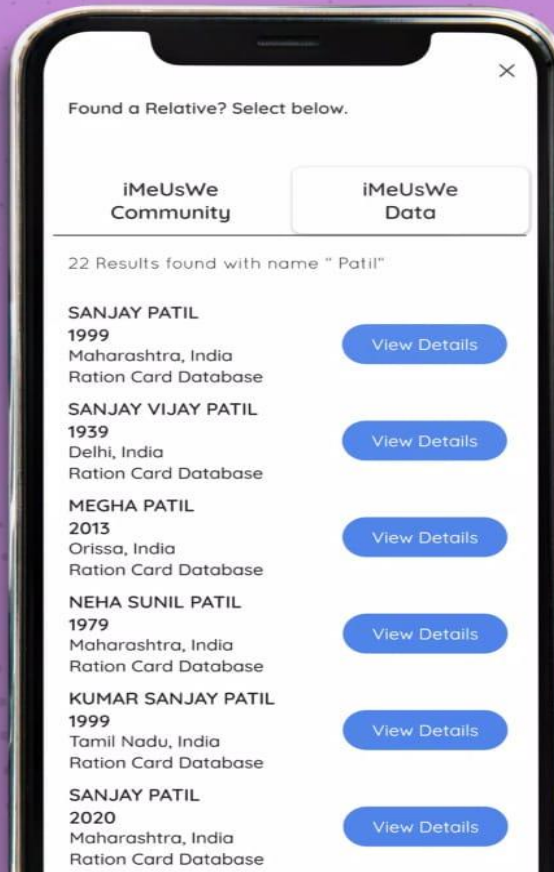 Found a Relative? Select below.
iMeUsWe
Community
iMeUsWe
Data
22 Results found with name " Patil"
SANJAY PATIL
1999
Maharashtra, India
Ration Card Database
View Details
SANJAY VIJAY PATIL
1939
Delhi, India
Ration Card Database
View Details
MEGHA PATIL
2013
Orissa, India
Ration Card Database
View Details
NEHA SUNIL PATIL
1979
Maharashtra, India
Ration Card Database
View Details
KUMAR SANJAY PATIL
1999
Tamil Nadu, India
Ration Card Database
View Details
SANJAY PATIL
2020
Maharashtra, India
Ration Card Database
View Details